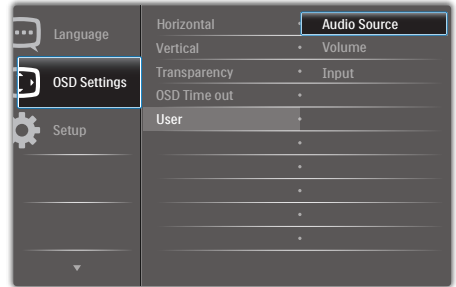 Language
OSD Settings
Setup
Horizontal
Vertical
Transparency
OSD Time out
User
Audio Source
Volume
Input